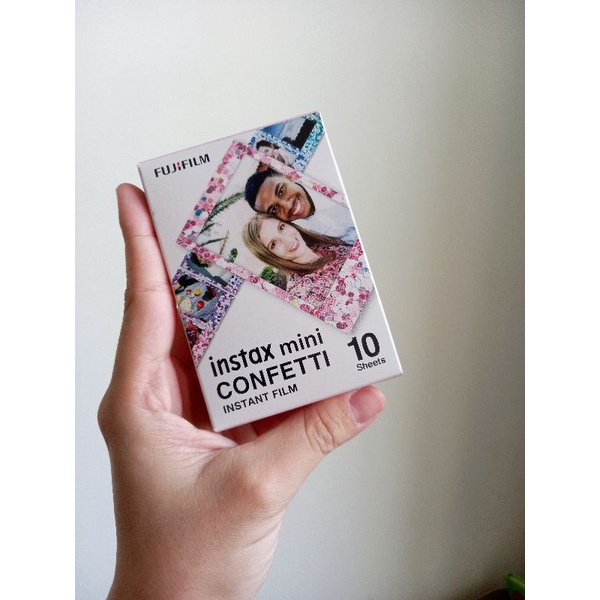 FUJIFILM
instax mini
CONFETTI
INSTANT FILM
10
Sheets